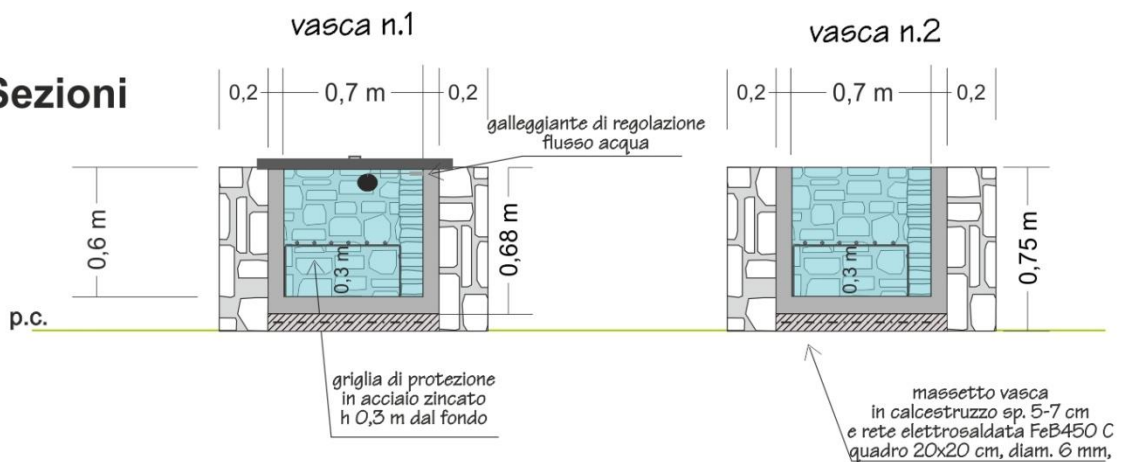 vasca n.1
vasca n.2
Sezioni
0,2 0,7 m 0,2
0,2 0,7 m 0,2
galleggiante di regolazione
flusso acqua
0,6 m
0,3 m
0,68 m
0,3 m
0,75 m
p.c.
griglia di protezione
in acciaio zincato
h 0,3 m dal fondo
massetto vasca
in calcestruzzo sp. 5-7 cm
e rete elettrosaldata FeB450 C
quadro 20x20 cm, diam. 6 mm,